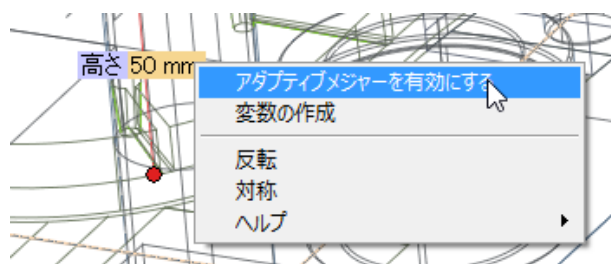 高さ 50 mm
アダプティブメジャーを有効にする
変数の作成
反転
対称
ヘルプ